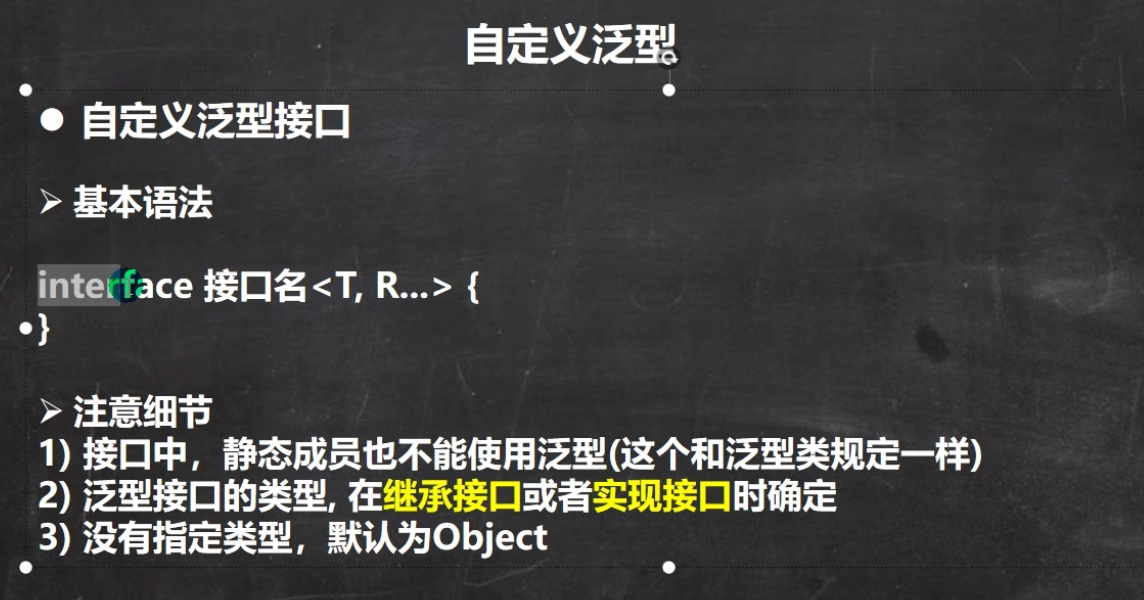 自定义泛型
● 自定义泛型接口
➢ 基本语法
interface 接口名<T, R...> {
}
➢ 注意细节
1) 接口中，静态成员也不能使用泛型(这个和泛型类规定一样)
2) 泛型接口的类型, 在继承接口或者实现接口时确定
3) 没有指定类型，默认为Object